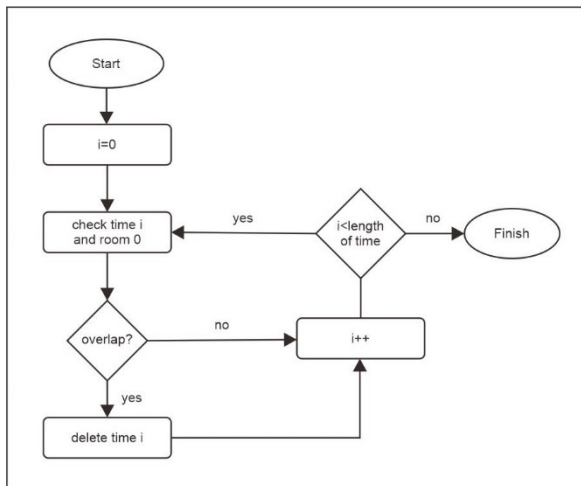 Start
i=0
check time i
and room 0
yes
i<length
of time
no
Finish
overlap?
no
i++
yes
delete time i